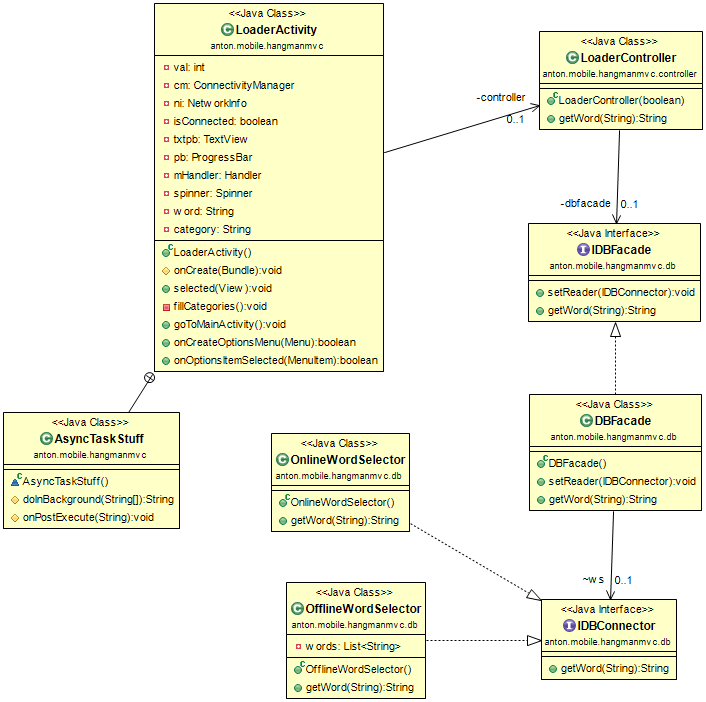 <<Java Class>>
LoaderActivity
anton.mobile.hangmanmvc
val: int
cm: ConnectivityManager
ni: NetworkInfo
isConnected: boolean
txtpb: TextView
pb: ProgressBar
mHandler: Handler
spinner: Spinner
word: String
category: String
LoaderActivity()
onCreate(Bundle):void
selected(View):void
fillCategories():void
goToMainActivity():void
onCreateOptionsMenu(Menu):boolean
onOptionsItemSelected(MenuItem):boolean
-controller
0..1
<<Java Class>>
LoaderController
anton.mobile.hangmanmvc.controller
LoaderController(boolean)
getWord(String):String
-dbfacade
0..1
<<Java Interface>>
IDBFacade
anton.mobile.hangmanmvc.db
setReader(IDBConnector):void
getWord(String):String
<<Java Class>>
AsyncTaskStuff
anton.mobile.hangmanmvc
AsyncTaskStuff()
doInBackground(String[]):String
onPostExecute(String):void
<<Java Class>>
OnlineWordSelector
anton.mobile.hangmanmvc.db
OnlineWordSelector()
getWord(String):String
<<Java Class>>
DBFacade
anton.mobile.hangmanmvc.db
DBFacade()
setReader(IDBConnector):void
getWord(String):String
~ws
0..1
<<Java Class>>
OfflineWordSelector
anton.mobile.hangmanmvc.db
words: List<String>
OfflineWordSelector()
getWord(String):String
<<Java Interface>>
IDBConnector
anton.mobile.hangmanmvc.db
getWord(String):String